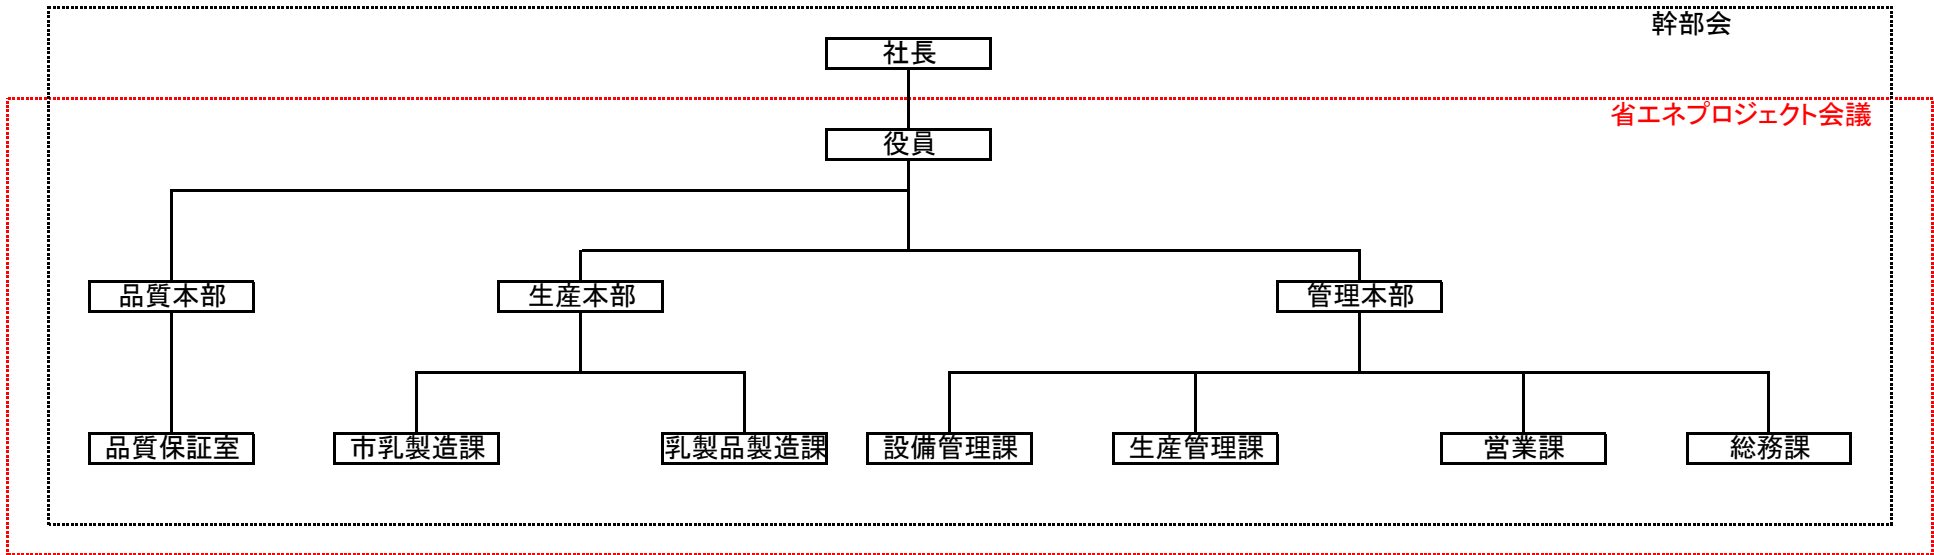 幹部会
社長
省エネプロジェクト会議
役員
品質本部
生産本部
管理本部
品質保証室
市乳製造課
乳製品製造課
設備管理課
生産管理課
営業課
総務課